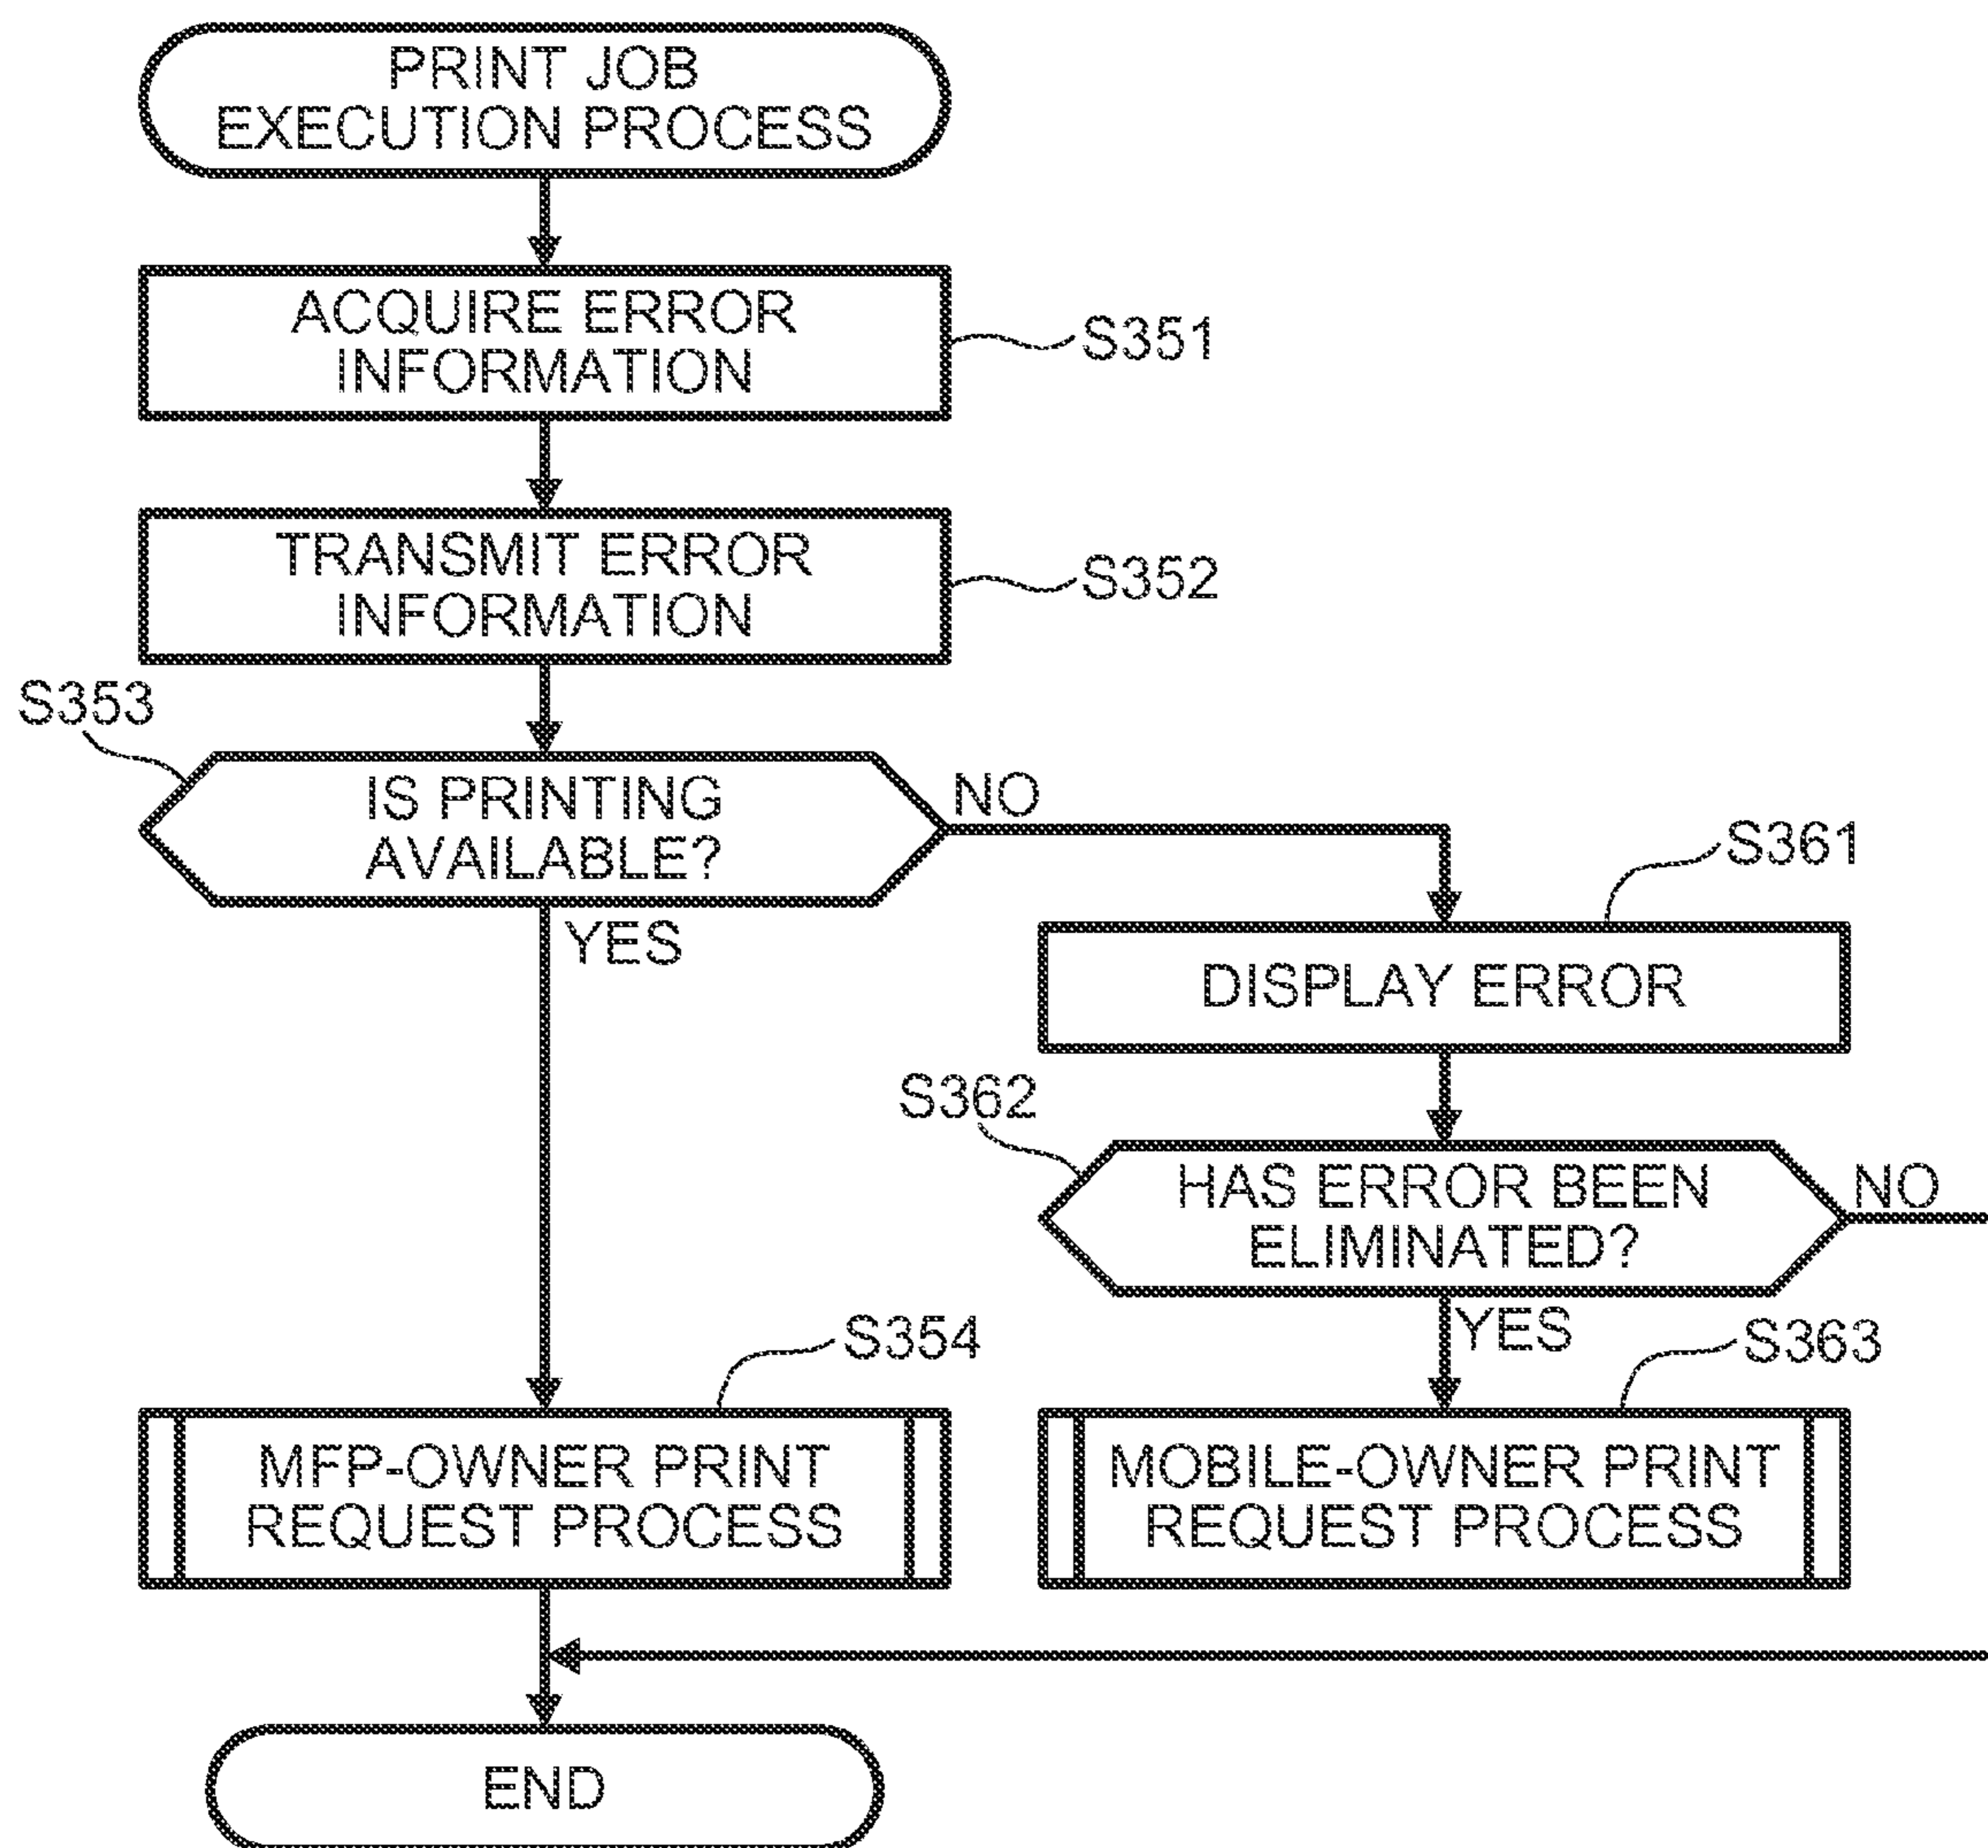 PRINT JOB
EXECUTION PROCESS
ACQUIRE ERROR
INFORMATION
S351
TRANSMIT ERROR
INFORMATION
S352
S353
IS PRINTING
AVAILABLE?
NO
YES
S361
DISPLAY ERROR
S362
HAS ERROR BEEN
ELIMINATED?
NO
YES
S354
MFP-OWNER PRINT
REQUEST PROCESS
S363
MOBILE-OWNER PRINT
REQUEST PROCESS
END